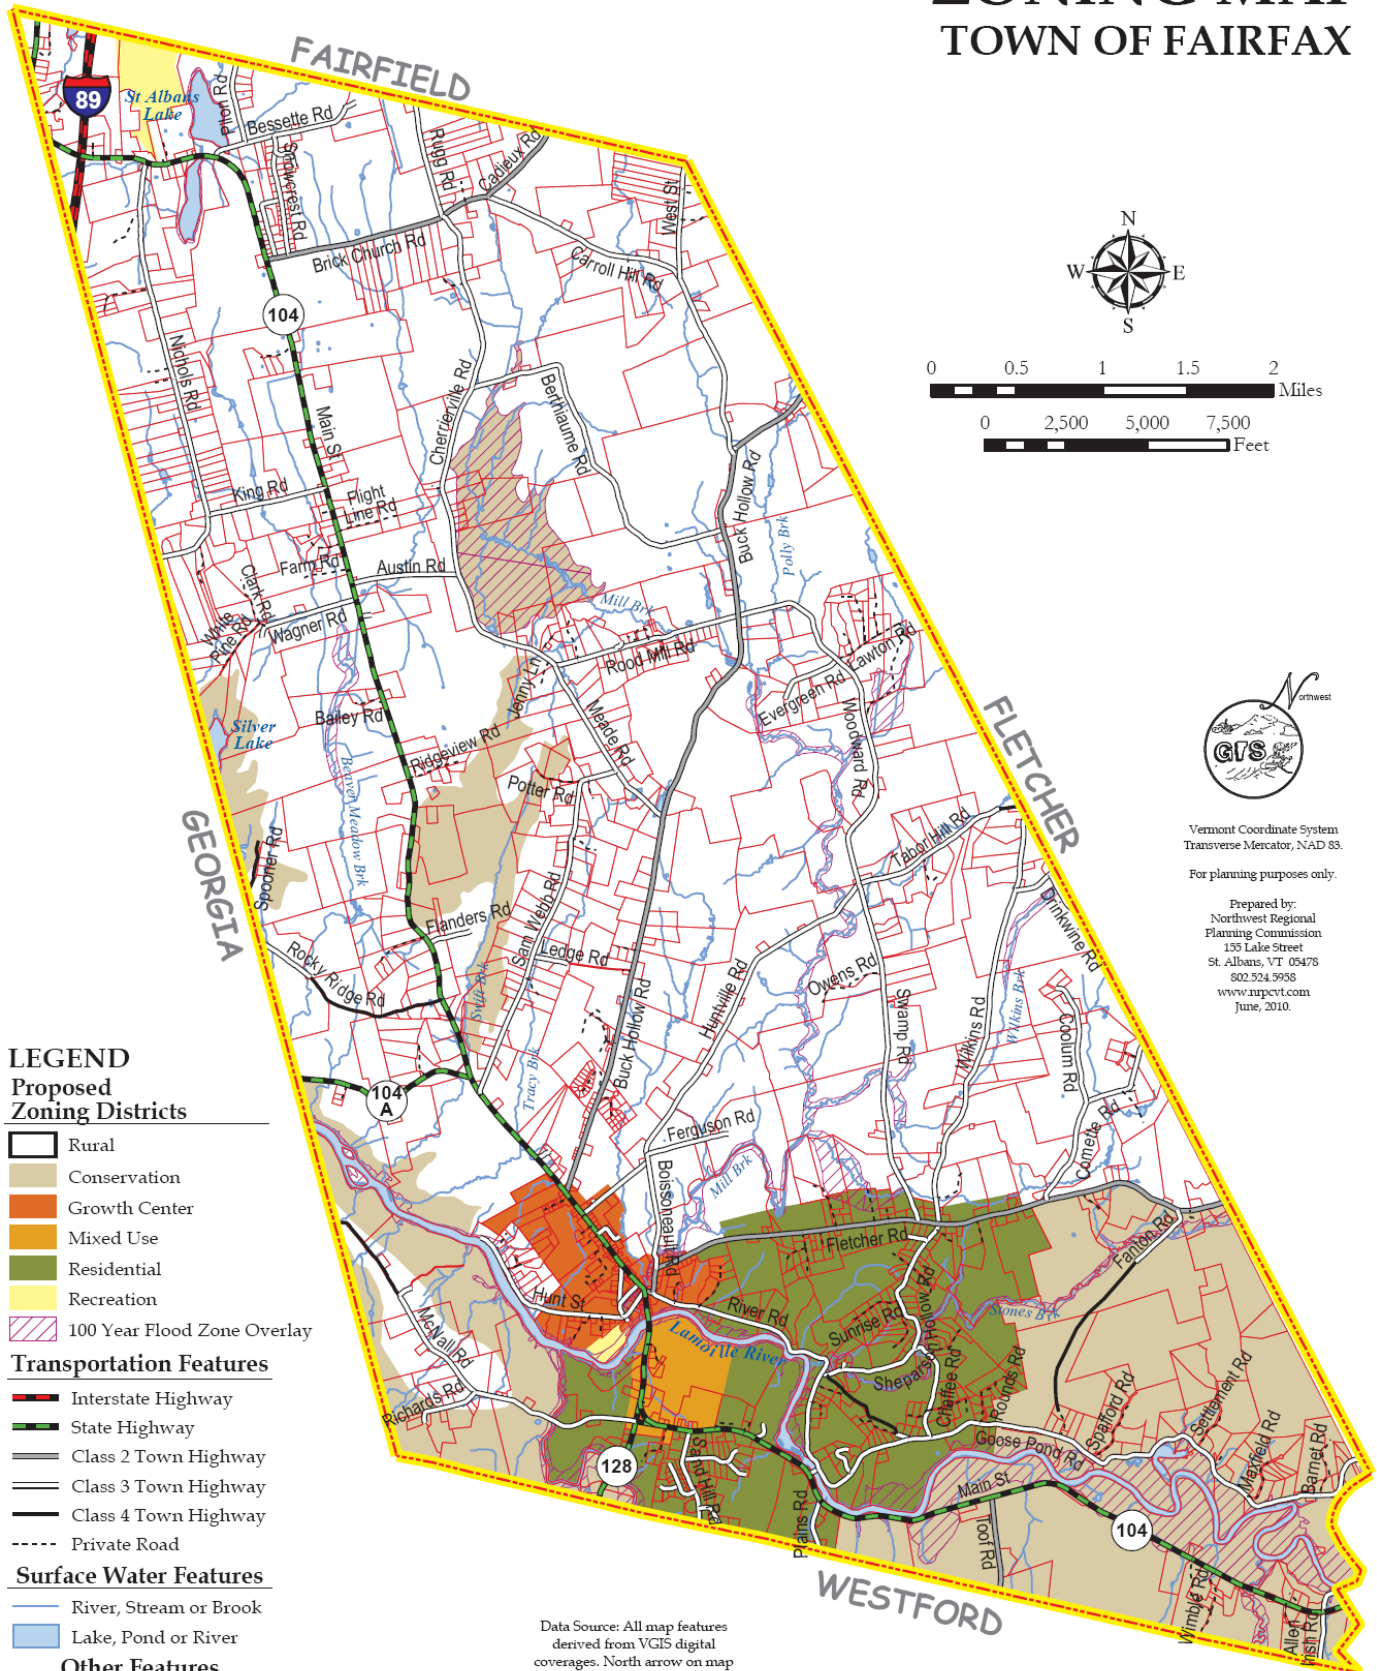 ZONING MAP
TOWN OF FAIRFAX
FAIRFIELD
89
St Albans
Lake
Pilon Rd
Bessette Rd
Snowcrest Rd
Rugg Rd
Cadieux Rd
West St
Brick Church Rd
Carroll Hill Rd
N
W
E
S
104
0
0.5
1
1.5
2
Miles
0
2,500
5,000
7,500
Feet
Nichols Rd
Main St
Cherrierville Rd
Berthiaume Rd
King Rd
Flight
Line Rd
Buck Hollow Rd
Polly Brk
Farm Rd
Austin Rd
Clark Rd
White
Pine Rd
Wagner Rd
Mill Brk
Rood Mill Rd
Lawton Rd
Jenny Ln
Evergreen Rd
Bailey Rd
Silver
Lake
Meade Rd
Woodward Rd
FLETCHER
Northwest
GIS
Ridgeview Rd
Potter Rd
Beaver Meadow Brk
GEORGIA
Spooner Rd
Tabor Hill Rd
Vermont Coordinate System
Transverse Mercator, NAD 83.
For planning purposes only.
Prepared by:
Northwest Regional
Planning Commission
155 Lake Street
St. Albans, VT 05478
802.524.5958
www.nrpcvt.com
June, 2010.
Flanders Rd
Sam Webb Rd
Ledge Rd
Drinkwine Rd
Rocky Ridge Rd
Swift Brk
Huntville Rd
Owens Rd
Buck Hollow Rd
Swamp Rd
Wilkins Rd
Wilkins Brk
Coolum Rd
Tracy Brk
104
A
Ferguson Rd
Comette Rd
Boissoneault Rd
Mill Brk
Fletcher Rd
Fanton Rd
Hunt St
River Rd
Lamoille River
Sunrise Rd
Shepardson Hollow Rd
Stones Brk
McNall Rd
Richards Rd
Chaffee Rd
Rounds Rd
Scafford Rd
Settlement Rd
Maxfield Rd
Barnet Rd
Goose Pond Rd
Main St
128
Sand Hill Rd
Plains Rd
Toof Rd
104
Wimble Rd
Allen
Irish Rd
WESTFORD
LEGEND
Proposed
Zoning Districts
Rural
Conservation
Growth Center
Mixed Use
Residential
Recreation
100 Year Flood Zone Overlay
Transportation Features
Interstate Highway
State Highway
Class 2 Town Highway
Class 3 Town Highway
Class 4 Town Highway
Private Road
Surface Water Features
River, Stream or Brook
Lake, Pond or River
Other Features
Data Source: All map features
derived from VGIS digital
coverages. North arrow on map